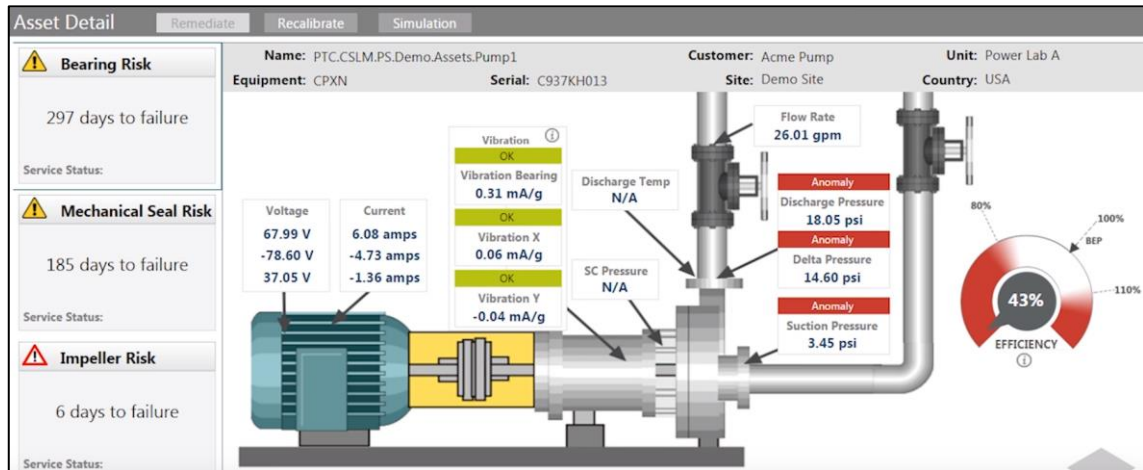 Asset Detail
Remediate
Recalibrate
Simulation
Bearing Risk
297 days to failure
Service Status:
Mechanical Seal Risk
185 days to failure
Service Status:
Impeller Risk
6 days to failure
Service Status:
Name: PTC.CSLM.PS.Demo.Assets.Pump1
Customer: Acme Pump
Unit: Power Lab A
Equipment: CPXN
Serial: C937KH013
Site: Demo Site
Country: USA
Voltage
67.99 V
-78.60 V
37.05 V
Current
6.08 amps
-4.73 amps
-1.36 amps
Vibration
OK
Vibration Bearing
0.31 mA/g
OK
Vibration X
0.06 mA/g
OK
Vibration Y
-0.04 mA/g
Discharge Temp
N/A
SC Pressure
N/A
Flow Rate
26.01 gpm
Anomaly
Discharge Pressure
18.05 psi
Anomaly
Delta Pressure
14.60 psi
Anomaly
Suction Pressure
3.45 psi
80%
100%
BEP
110%
43%
EFFICIENCY